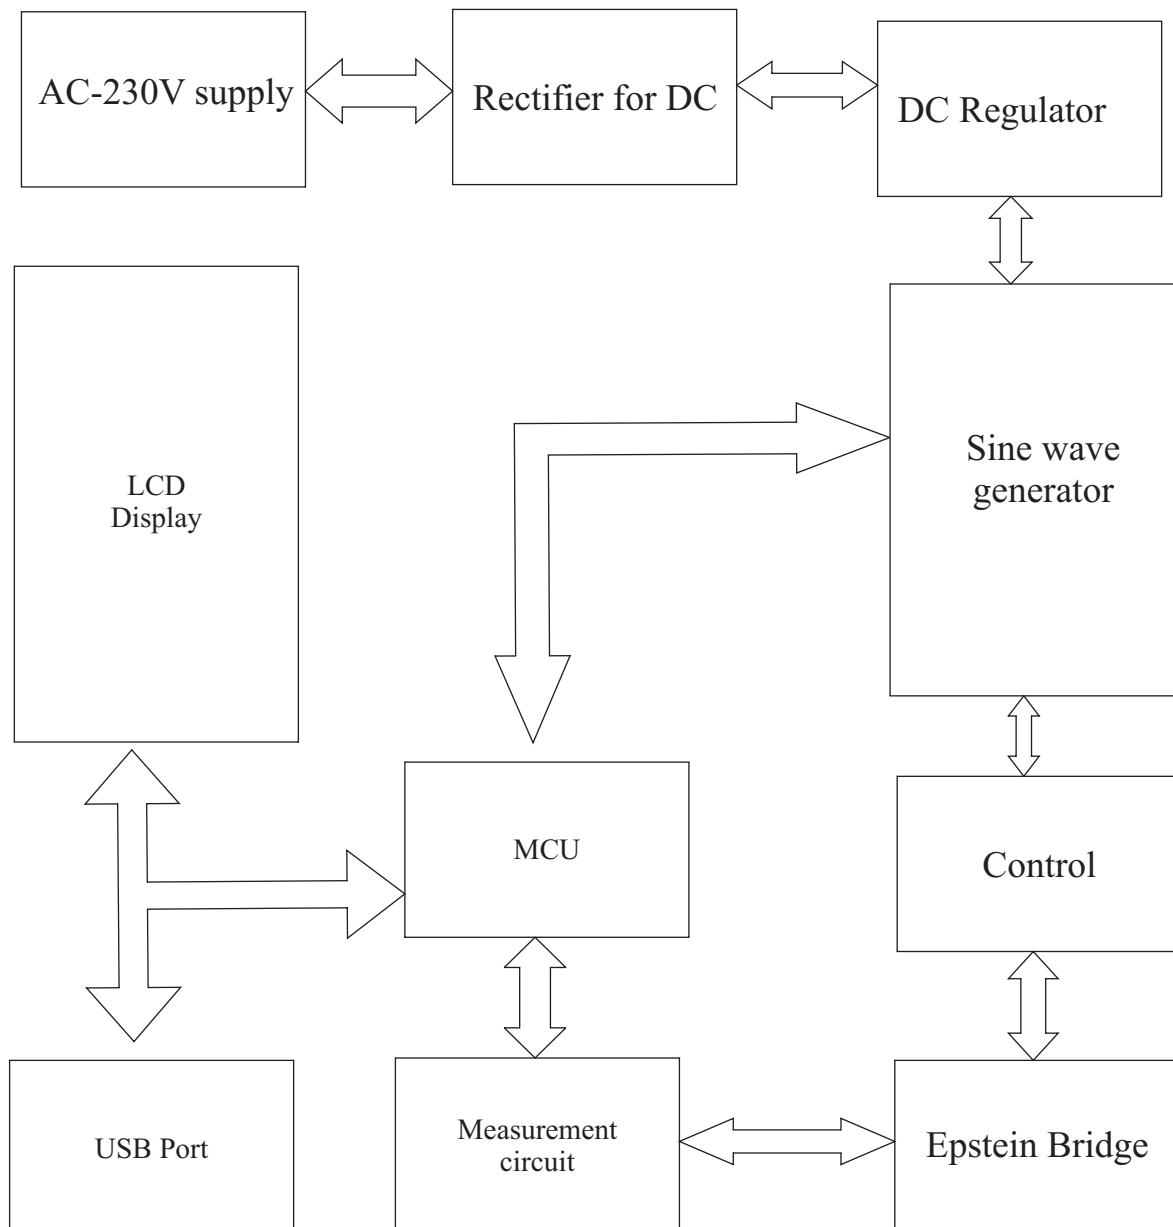 AC-230V supply
Rectifier for DC
DC Regulator
LCD
Display
Sine wave
generator
MCU
Control
USB Port
Measurement
circuit
Epstein Bridge